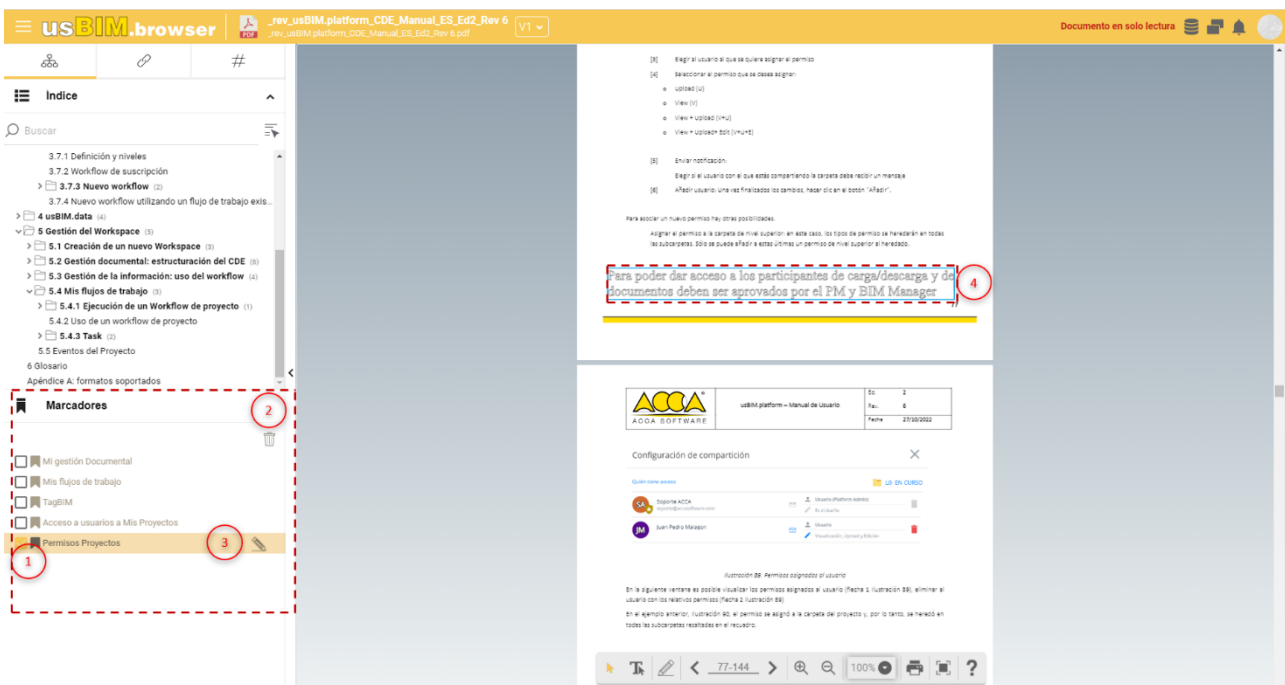 usBIM.browser
PDF
_rev_usBIM.platform_CDE_Manual_ES_Ed2_Rev 6
_rev_usBIM.platform_CDE_Manual_ES_Ed2_Rev 6.pdf
V1
Documento en solo lectura
#
Indice
Buscar
3.7.1 Definición y niveles
3.7.2 Workflow de suscripción
3.7.3 Nuevo workflow (2)
3.7.4 Nuevo workflow utilizando un flujo de trabajo exis...
4 usBIM.data (4)
5 Gestión del Workspace (5)
5.1 Creación de un nuevo Workspace (3)
5.2 Gestión documental: estructuración del CDE (8)
5.3 Gestión de la información: uso del workflow (4)
5.4 Mis flujos de trabajo (3)
5.4.1 Ejecución de un Workflow de proyecto (1)
5.4.2 Uso de un workflow de proyecto
5.4.3 Task (2)
5.5 Eventos del Proyecto
6 Glosario
Apéndice A: formatos soportados
Marcadores
2
Mi gestión Documental
Mis flujos de trabajo
TagBIM
Acceso a usuarios a Mis Proyectos
Permisos Proyectos
3
1
[3] Elegir al usuario al que se quiere asignar el permiso
[4] Seleccionar el permiso que se desea asignar:
o Upload (U)
o View (V)
o View + Upload (V+U)
o View + Upload+ Edit (V+U+E)
[5] Enviar notificación:
Elegir si el usuario con el que estás compartiendo la carpeta debe recibir un mensaje
[6] Añadir usuario: Una vez finalizados los cambios, hacer clic en el botón "Añadir".
Para asociar un nuevo permiso hay otras posibilidades.
Asignar el permiso a la carpeta de nivel superior: en este caso, los tipos de permiso se heredarán en todas
las subcarpetas. Sólo se puede añadir a estas últimas un permiso de nivel superior al heredado.
Para poder dar acceso a los participantes de carga/descarga y de
documentos deben ser aprovados por el PM y BIM Manager
4
77
ACCA
ACCA SOFTWARE
usBIM.platform – Manual de Usuario
Ed. 2
Rev. 6
Fecha 27/10/2022
Configuración de compartición
Quién tiene acceso
EN CURSO
SA
Soporte ACCA
Usuario (Platform Admin)
Es el dueño
JM
Juan Pedro Malagon
Usuario
Visualización, Upload y Edición
Ilustración 89. Permisos asignados al usuario
En la siguiente ventana es posible visualizar los permisos asignados al usuario (flecha 1 ilustración 89), eliminar el
usuario con los relativos permisos (flecha 2 ilustración 89)
En el ejemplo anterior, ilustración 90, el permiso se asignó a la carpeta del proyecto y, por lo tanto, se heredó en
todas las subcarpetas resaltadas en el recuadro.
77-144
100%
?